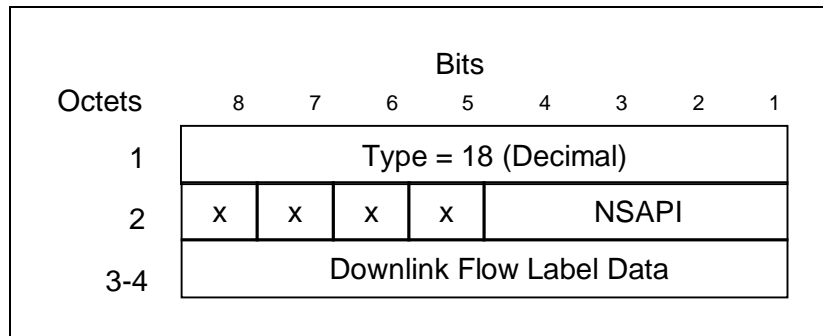 Bits
Octets 8 7 6 5 4 3 2 1
1 Type = 18 (Decimal)
2 x x x x NSAPI
3-4 Downlink Flow Label Data